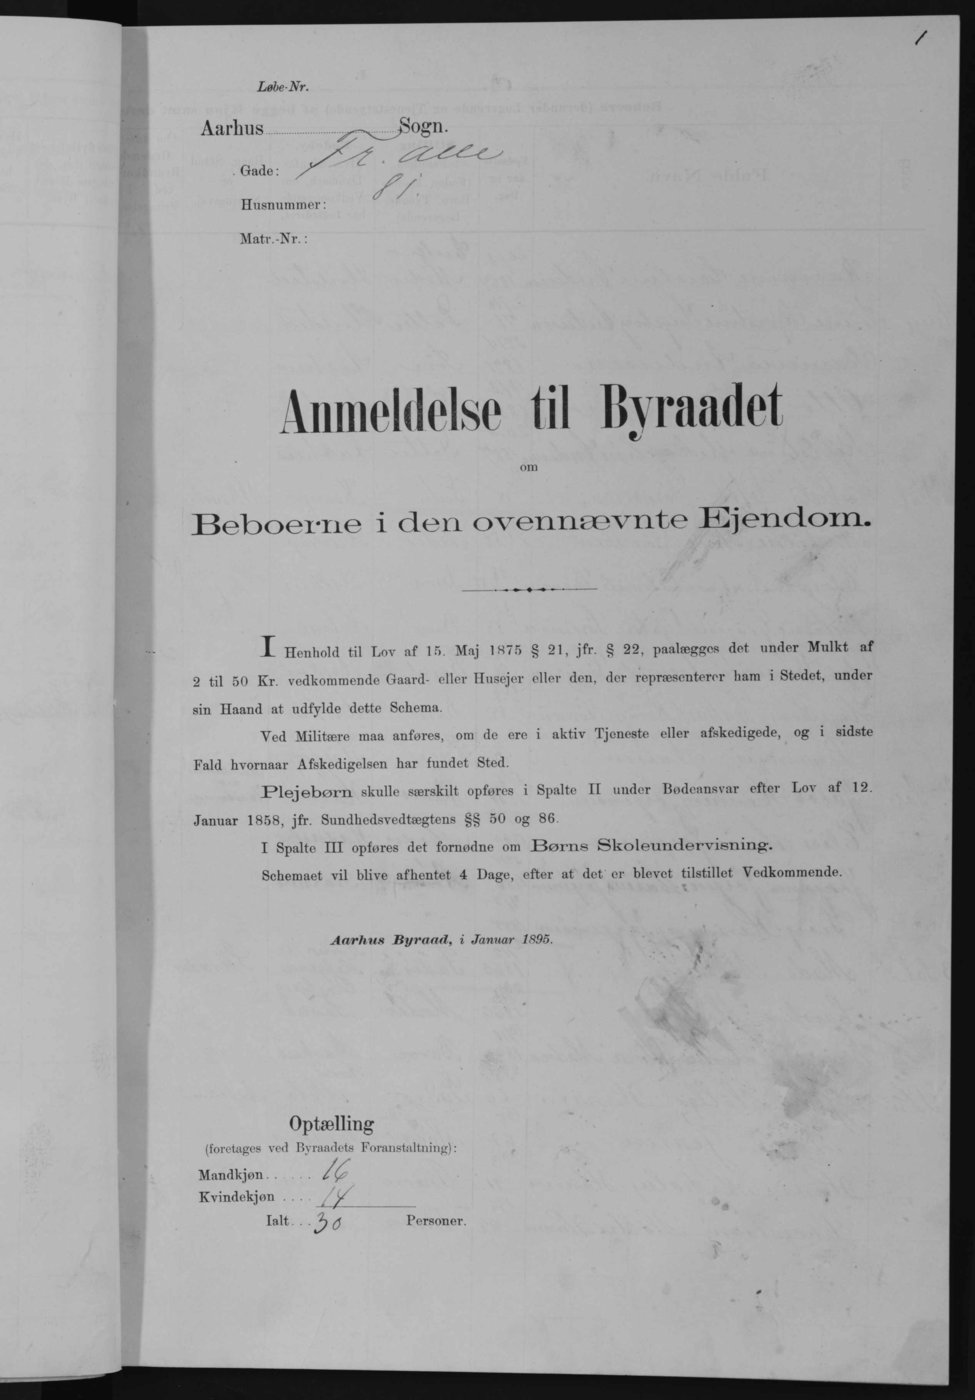 1
Løbe-Nr.
Aarhus Sogn.
Gade: Fr. Alle
Husnummer: 81.
Matr.-Nr.:
Anmeldelse til Byraadet
om
Beboerne i den ovennævnte Ejendom.
I Henhold til Lov af 15. Maj 1875 § 21, jfr. § 22, paalægges det under Mulkt af
2 til 50 Kr. vedkommende Gaard- eller Husejer eller den, der repræsenterer ham i Stedet, under
sin Haand at udfylde dette Schema.
Ved Militære maa anføres, om de ere i aktiv Tjeneste eller afskedigede, og i sidste
Fald hvornaar Afskedigelsen har fundet Sted.
Plejebørn skulle særskilt opføres i Spalte II under Bødeansvar efter Lov af 12.
Januar 1858, jfr. Sundhedsvedtægtens §§ 50 og 86.
I Spalte III opføres det fornødne om Børns Skoleundervisning.
Schemaet vil blive afhentet 4 Dage, efter at det er blevet tilstillet Vedkommende.
Aarhus Byraad, i Januar 1895.
Optælling
(foretages ved Byraadets Foranstaltning):
Mandkjøn...... 16
Kvindekjøn .... 14
Ialt... 30 Personer.